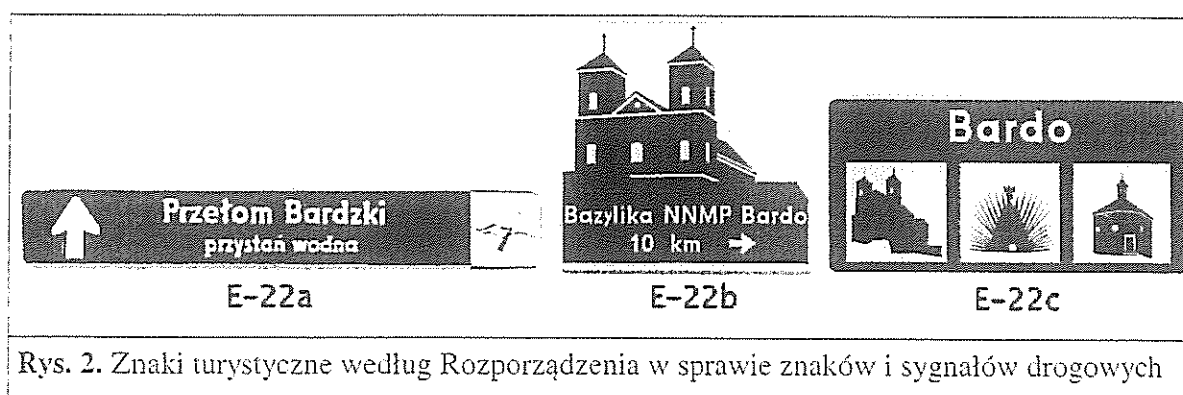 Przełom Bardzki
przystań wodna
E-22a
Bazylika NNMP Bardo
10 km →
E-22b
Bardo
E-22c
Rys. 2. Znaki turystyczne według Rozporządzenia w sprawie znaków i sygnałów drogowych